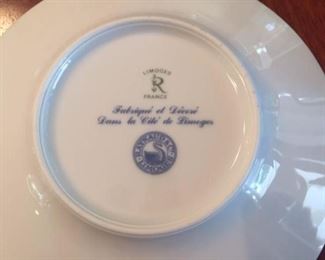 LIMOGES
R
FRANCE
Fabriqué et Décoré
Dans la Cité de Limoges